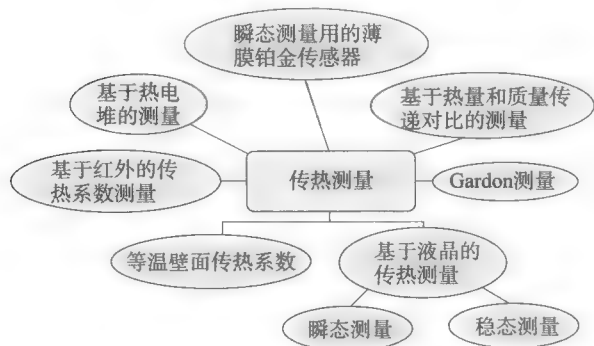 瞬态测量用的薄
膜铂金传感器
基于热电
堆的测量
基于热量和质量传
递对比的测量
基于红外的传
热系数测量
传热测量
Gardon测量
等温壁面传热系数
基于液晶的
传热测量
瞬态测量
稳态测量